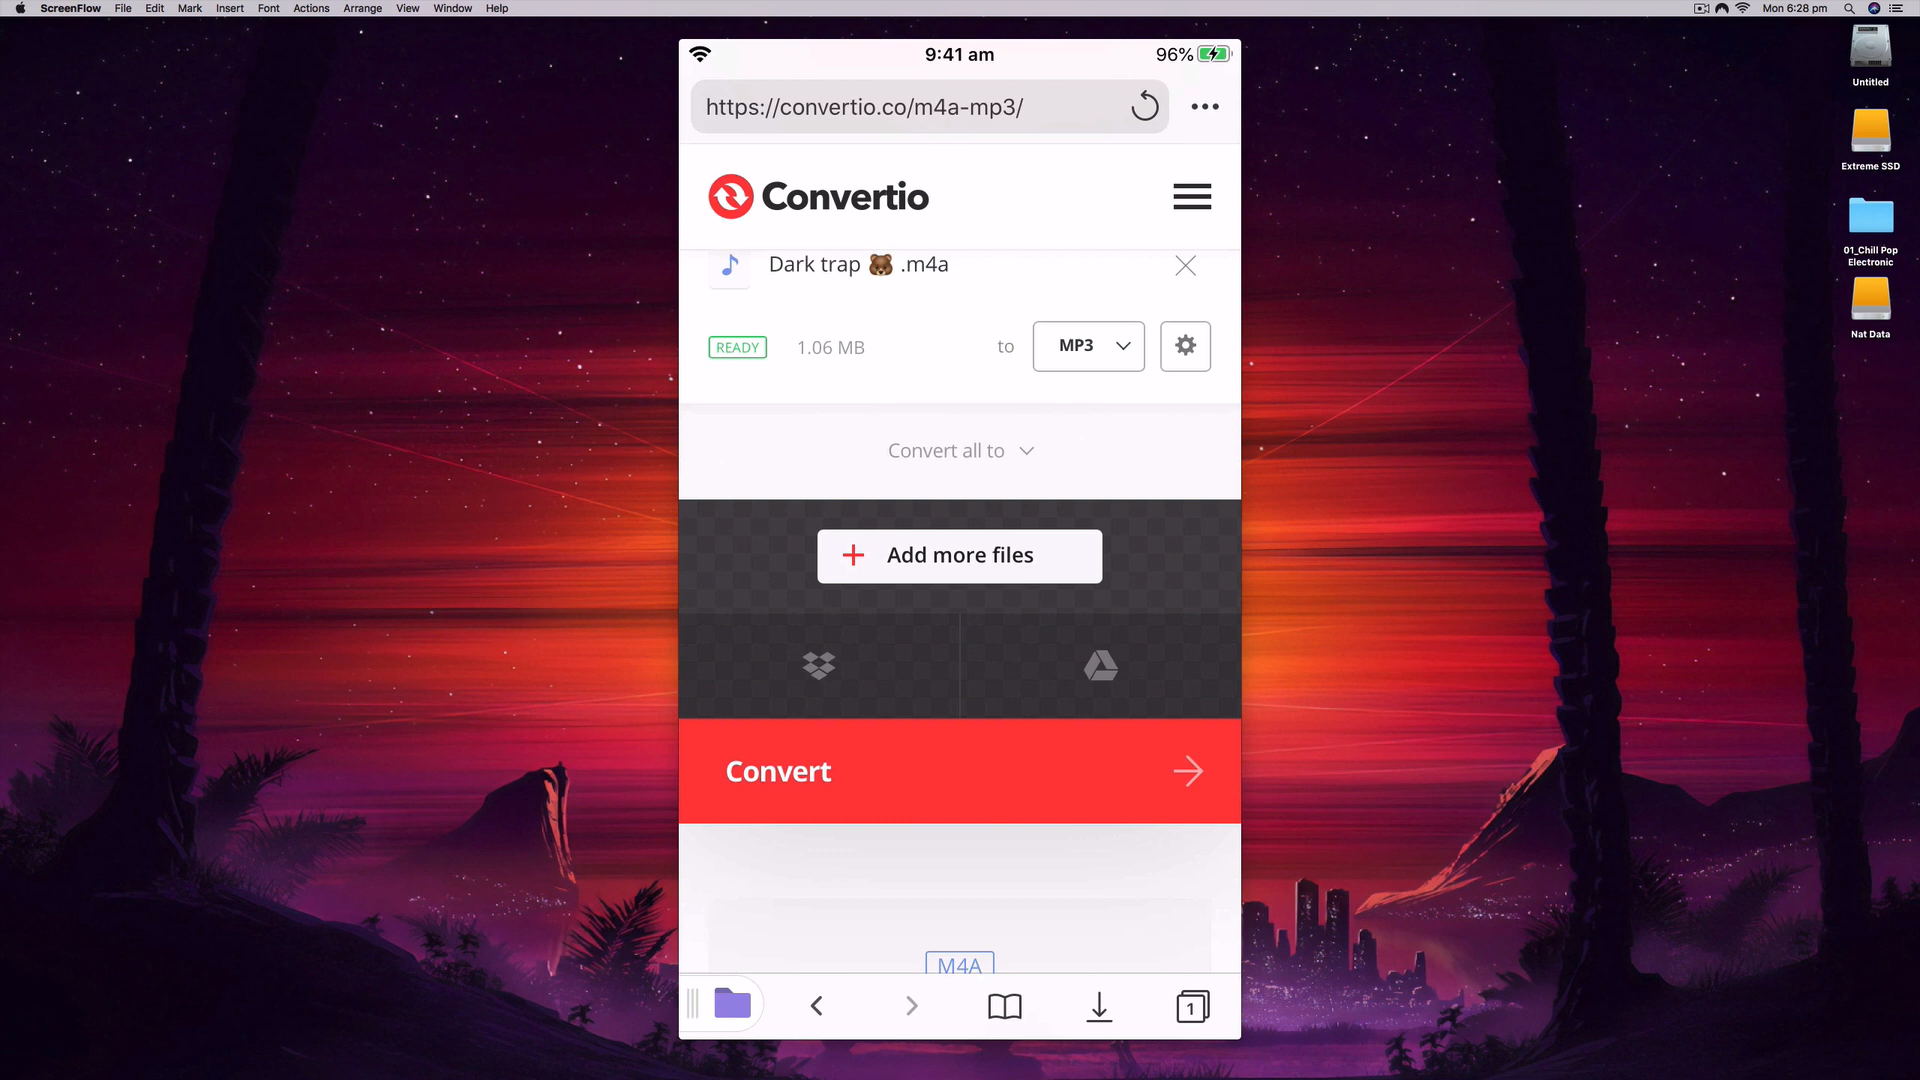 ScreenFlow File Edit Mark Insert Font Actions Arrange View Window Help
Mon 6:28 pm
Untitled
Extreme SSD
01_Chill Pop
Electronic
Nat Data
9:41 am
96%
https://convertio.co/m4a-mp3/
Convertio
Dark trap 🐻 .m4a
READY 1.06 MB to MP3
Convert all to
+ Add more files
Convert
M4A
1